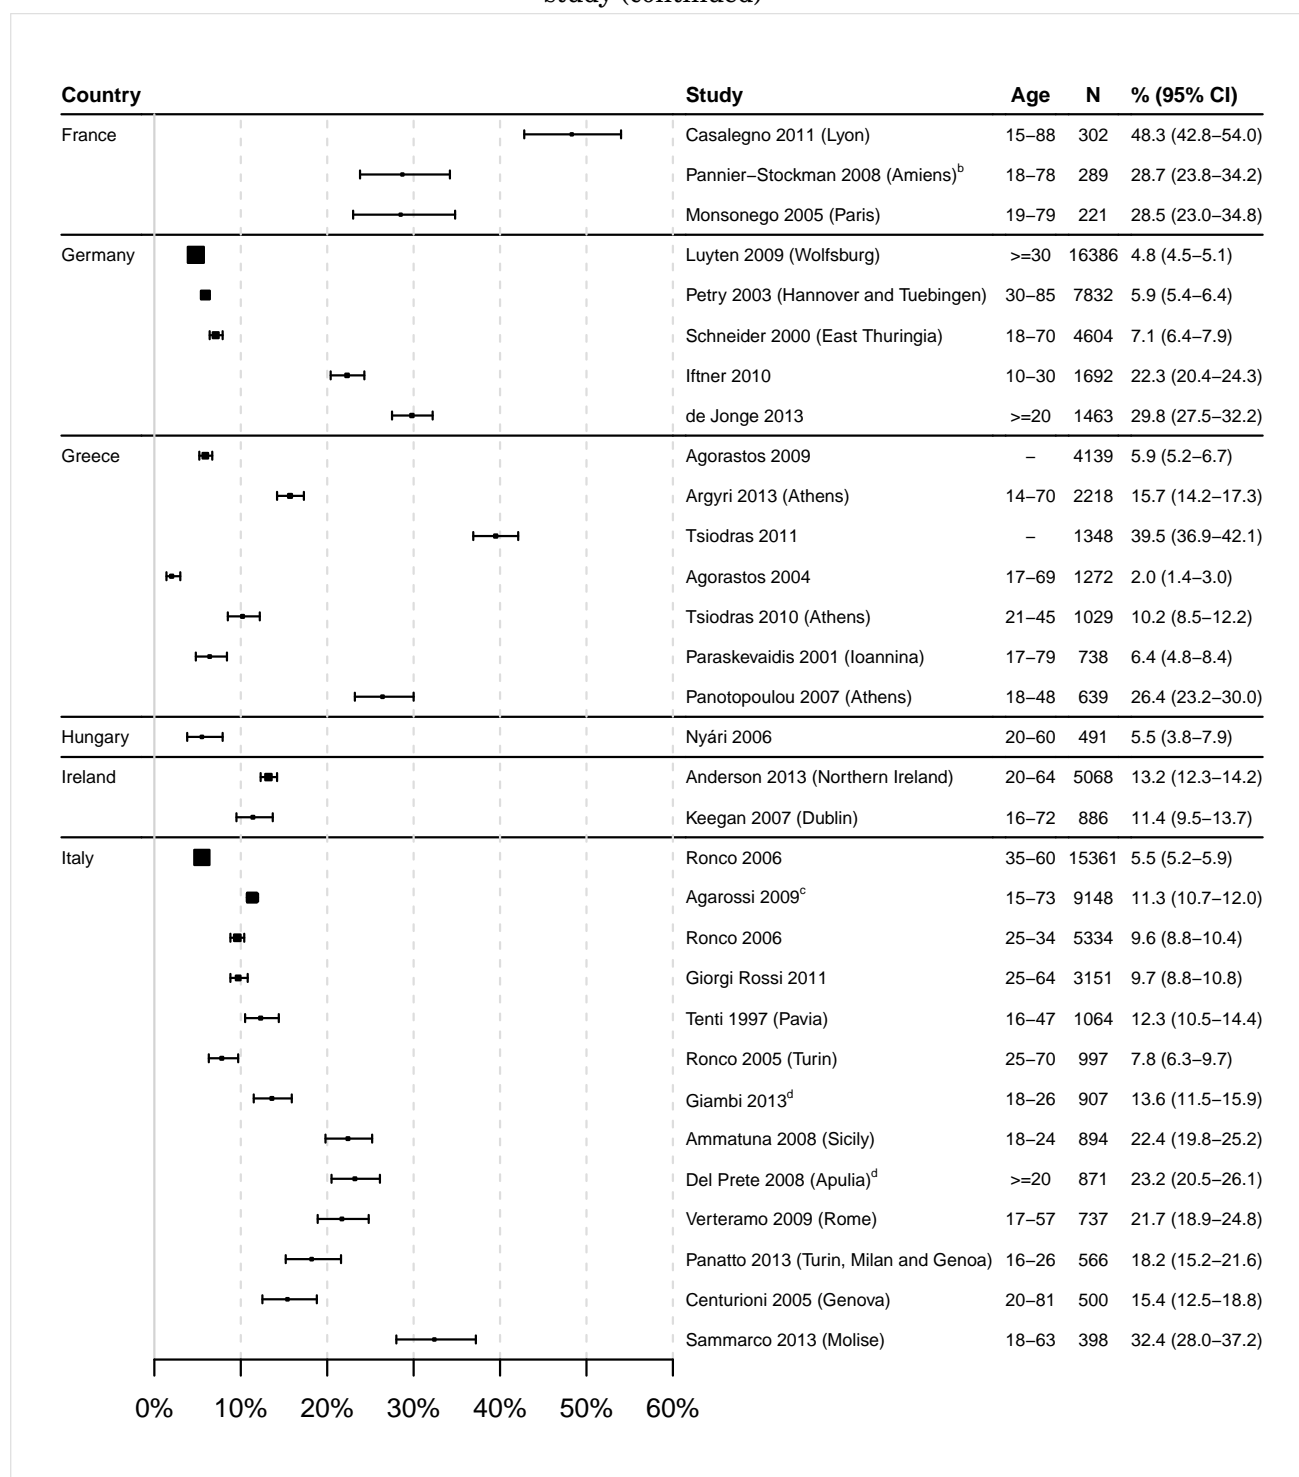 study (continued)
Country Study Age N % (95% CI)
France Casalegno 2011 (Lyon) 15–88 302 48.3 (42.8–54.0)
Pannier–Stockman 2008 (Amiens)b 18–78 289 28.7 (23.8–34.2)
Monsonego 2005 (Paris) 19–79 221 28.5 (23.0–34.8)
Germany Luyten 2009 (Wolfsburg) >=30 16386 4.8 (4.5–5.1)
Petry 2003 (Hannover and Tuebingen) 30–85 7832 5.9 (5.4–6.4)
Schneider 2000 (East Thuringia) 18–70 4604 7.1 (6.4–7.9)
Iftner 2010 10–30 1692 22.3 (20.4–24.3)
de Jonge 2013 >=20 1463 29.8 (27.5–32.2)
Greece Agorastos 2009 – 4139 5.9 (5.2–6.7)
Argyri 2013 (Athens) 14–70 2218 15.7 (14.2–17.3)
Tsiodras 2011 – 1348 39.5 (36.9–42.1)
Agorastos 2004 17–69 1272 2.0 (1.4–3.0)
Tsiodras 2010 (Athens) 21–45 1029 10.2 (8.5–12.2)
Paraskevaidis 2001 (Ioannina) 17–79 738 6.4 (4.8–8.4)
Panotopoulou 2007 (Athens) 18–48 639 26.4 (23.2–30.0)
Hungary Nyári 2006 20–60 491 5.5 (3.8–7.9)
Ireland Anderson 2013 (Northern Ireland) 20–64 5068 13.2 (12.3–14.2)
Keegan 2007 (Dublin) 16–72 886 11.4 (9.5–13.7)
Italy Ronco 2006 35–60 15361 5.5 (5.2–5.9)
Agarossi 2009c 15–73 9148 11.3 (10.7–12.0)
Ronco 2006 25–34 5334 9.6 (8.8–10.4)
Giorgi Rossi 2011 25–64 3151 9.7 (8.8–10.8)
Tenti 1997 (Pavia) 16–47 1064 12.3 (10.5–14.4)
Ronco 2005 (Turin) 25–70 997 7.8 (6.3–9.7)
Giambi 2013d 18–26 907 13.6 (11.5–15.9)
Ammatuna 2008 (Sicily) 18–24 894 22.4 (19.8–25.2)
Del Prete 2008 (Apulia)d >=20 871 23.2 (20.5–26.1)
Verteramo 2009 (Rome) 17–57 737 21.7 (18.9–24.8)
Panatto 2013 (Turin, Milan and Genoa) 16–26 566 18.2 (15.2–21.6)
Centurioni 2005 (Genova) 20–81 500 15.4 (12.5–18.8)
Sammarco 2013 (Molise) 18–63 398 32.4 (28.0–37.2)
0% 10% 20% 30% 40% 50% 60%